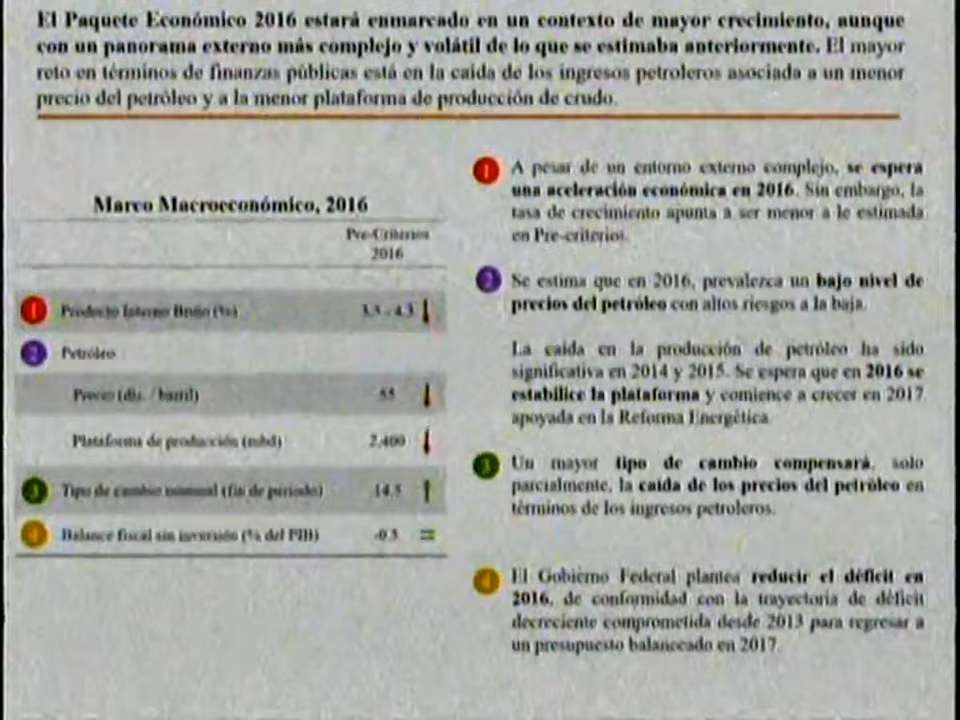 El Paquete Económico 2016 estará enmarcado en un contexto de mayor crecimiento, aunque
con un panorama externo más complejo y volátil de lo que se estimaba anteriormente. El mayor
reto en términos de finanzas públicas está en la caída de los ingresos petroleros asociada a un menor
precio del petróleo y a la menor plataforma de producción de crudo.
Marco Macroeconómico, 2016
Pre-Criterios
2016
1 Producto Interno Bruto (%) 3.3 - 4.3
2 Petróleo
Precio (dls. / barril) 55
Plataforma de producción (mbd) 2,400
3 Tipo de cambio nominal (fin de periodo) 14.5
4 Balance fiscal sin inversión (% del PIB) -0.5 =
1 A pesar de un entorno externo complejo, se espera
una aceleración económica en 2016. Sin embargo, la
tasa de crecimiento apunta a ser menor a le estimada
en Pre-criterios.
2 Se estima que en 2016, prevalezca un bajo nivel de
precios del petróleo con altos riesgos a la baja.
La caída en la producción de petróleo ha sido
significativa en 2014 y 2015. Se espera que en 2016 se
estabilice la plataforma y comience a crecer en 2017
apoyada en la Reforma Energética.
3 Un mayor tipo de cambio compensará, solo
parcialmente, la caída de los precios del petróleo en
términos de los ingresos petroleros.
4 El Gobierno Federal plantea reducir el déficit en
2016, de conformidad con la trayectoria de déficit
decreciente comprometida desde 2013 para regresar a
un presupuesto balanceado en 2017.